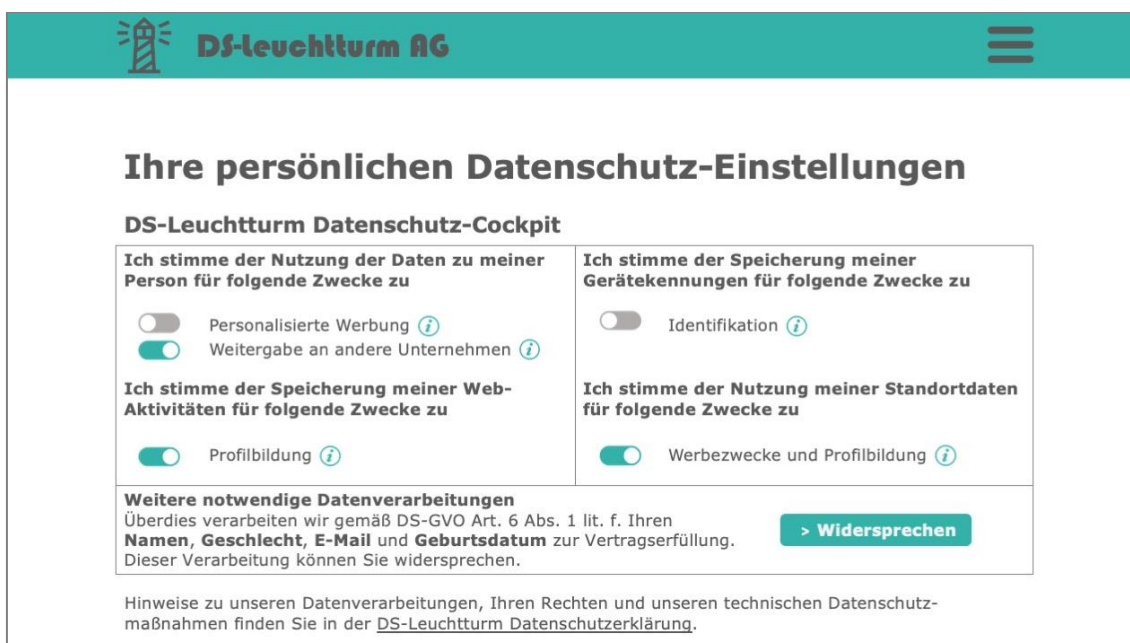 DS-Leuchtturm AG
Ihre persönlichen Datenschutz-Einstellungen
DS-Leuchtturm Datenschutz-Cockpit
Ich stimme der Nutzung der Daten zu meiner
Person für folgende Zwecke zu
Personalisierte Werbung i
Weitergabe an andere Unternehmen i
Ich stimme der Speicherung meiner
Gerätekennungen für folgende Zwecke zu
Identifikation i
Ich stimme der Speicherung meiner Web-
Aktivitäten für folgende Zwecke zu
Profilbildung i
Ich stimme der Nutzung meiner Standortdaten
für folgende Zwecke zu
Werbezwecke und Profilbildung i
Weitere notwendige Datenverarbeitungen
Überdies verarbeiten wir gemäß DS-GVO Art. 6 Abs. 1 lit. f. Ihren
Namen, Geschlecht, E-Mail und Geburtsdatum zur Vertragserfüllung.
Dieser Verarbeitung können Sie widersprechen.
> Widersprechen
Hinweise zu unseren Datenverarbeitungen, Ihren Rechten und unseren technischen Datenschutz-
maßnahmen finden Sie in der DS-Leuchtturm Datenschutzerklärung.